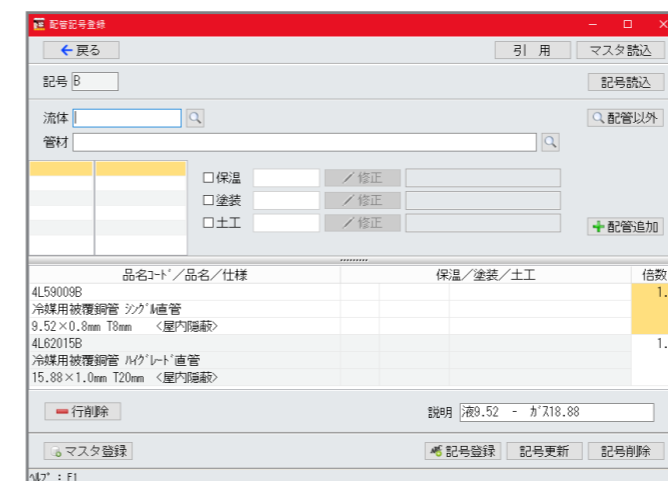 配管記号登録
戻る
引 用
マスタ読込
記号 B
記号読込
流体
配管以外
管材
保温
修正
塗装
修正
土工
修正
配管追加
品名ｺｰﾄﾞ／品名／仕様 保温／塗装／土工 倍数
4L59009B 1.
冷媒用被覆銅管 ｼﾝｸﾞﾙ直管
9.52×0.8mm T8mm <屋内隠蔽>
4L62015B 1.
冷媒用被覆銅管 ﾊｲｸﾞﾚｰﾄﾞ直管
15.88×1.0mm T20mm <屋内隠蔽>
行削除
説明 液9.52 - ｶﾞｽ18.88
マスタ登録
記号登録
記号更新
記号削除
ﾍﾙﾌﾟ : F1